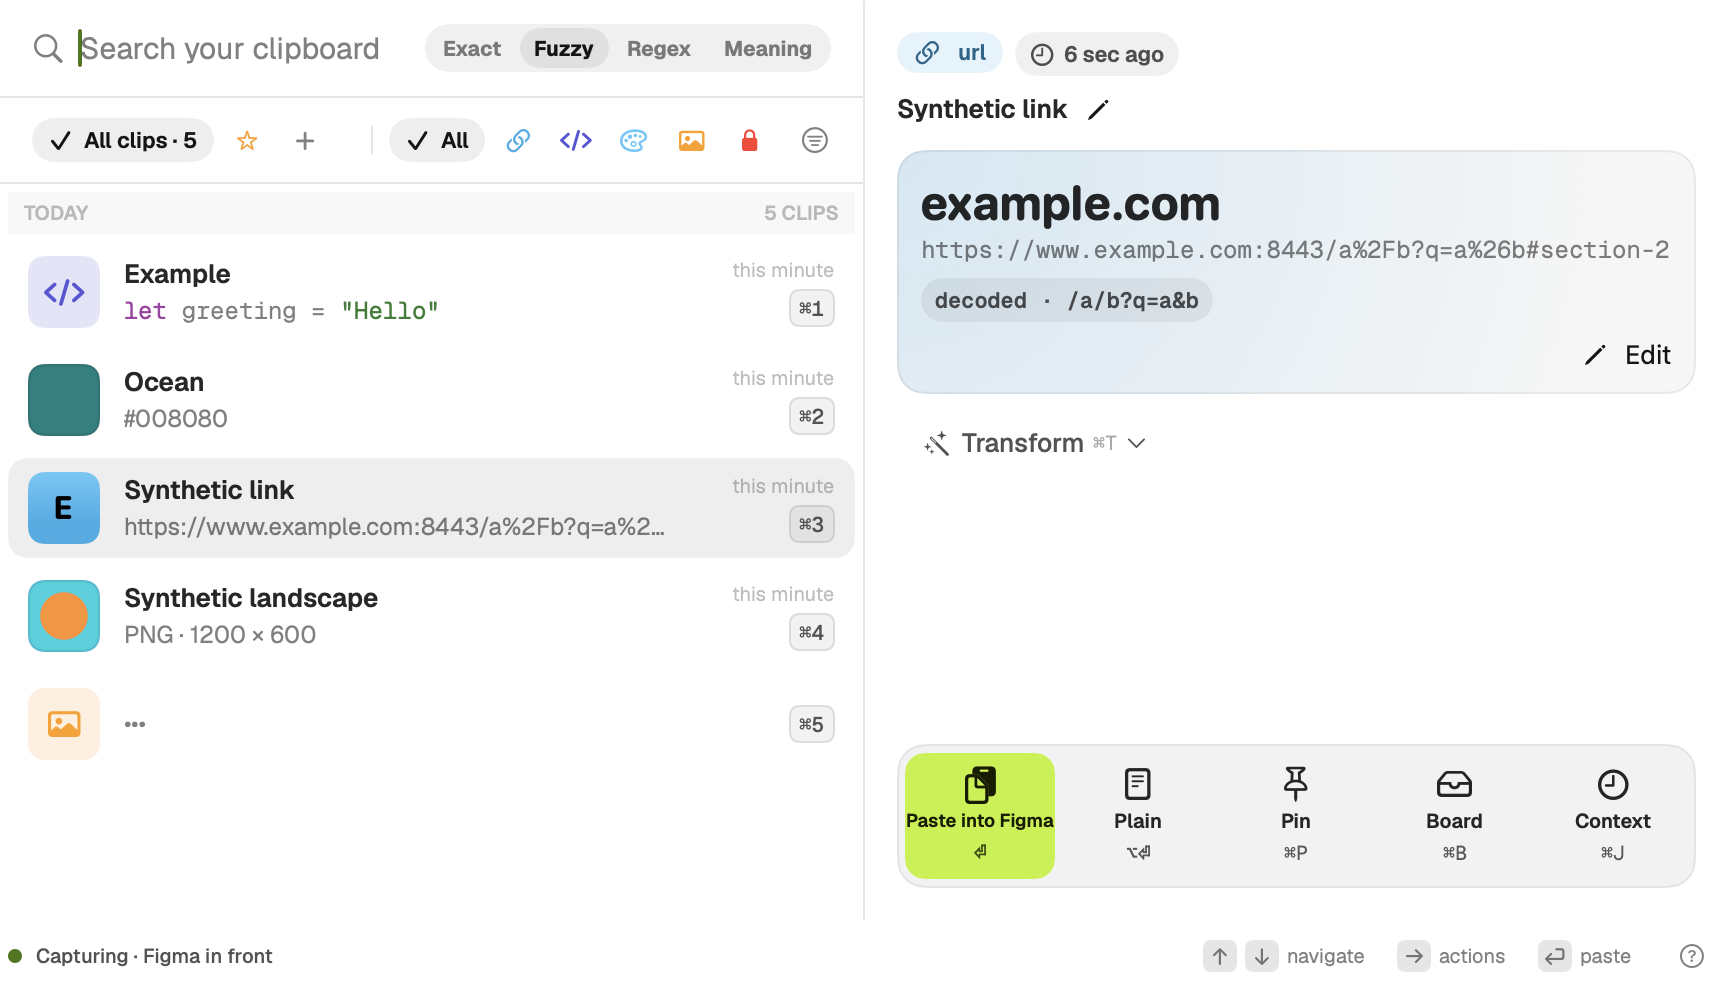 Search your clipboard
Exact Fuzzy Regex Meaning
All clips · 5
All
TODAY
5 CLIPS
Example
this minute
let greeting = "Hello"
⌘1
Ocean
this minute
#008080
⌘2
E
Synthetic link
this minute
https://www.example.com:8443/a%2Fb?q=a%2...
⌘3
Synthetic landscape
this minute
PNG · 1200 × 600
⌘4
•••
⌘5
url
6 sec ago
Synthetic link
example.com
https://www.example.com:8443/a%2Fb?q=a%26b#section-2
decoded · /a/b?q=a&b
Edit
Transform ⌘T
Paste into Figma
⏎
Plain
⌥⏎
Pin
⌘P
Board
⌘B
Context
⌘J
Capturing · Figma in front
↑ ↓ navigate
→ actions
↵ paste
?